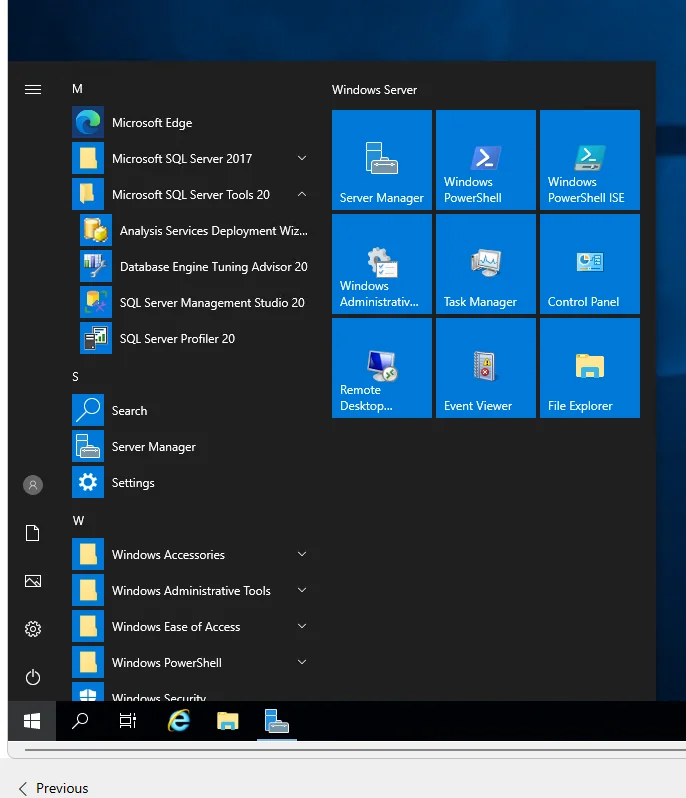 M
Microsoft Edge
Microsoft SQL Server 2017
Microsoft SQL Server Tools 20
Analysis Services Deployment Wiz...
Database Engine Tuning Advisor 20
SQL Server Management Studio 20
SQL Server Profiler 20
S
Search
Server Manager
Settings
W
Windows Accessories
Windows Administrative Tools
Windows Ease of Access
Windows PowerShell
Windows Security
Windows Server
Server Manager
Windows
PowerShell
Windows
PowerShell ISE
Windows
Administrativ...
Task Manager
Control Panel
Remote
Desktop...
Event Viewer
File Explorer
Previous